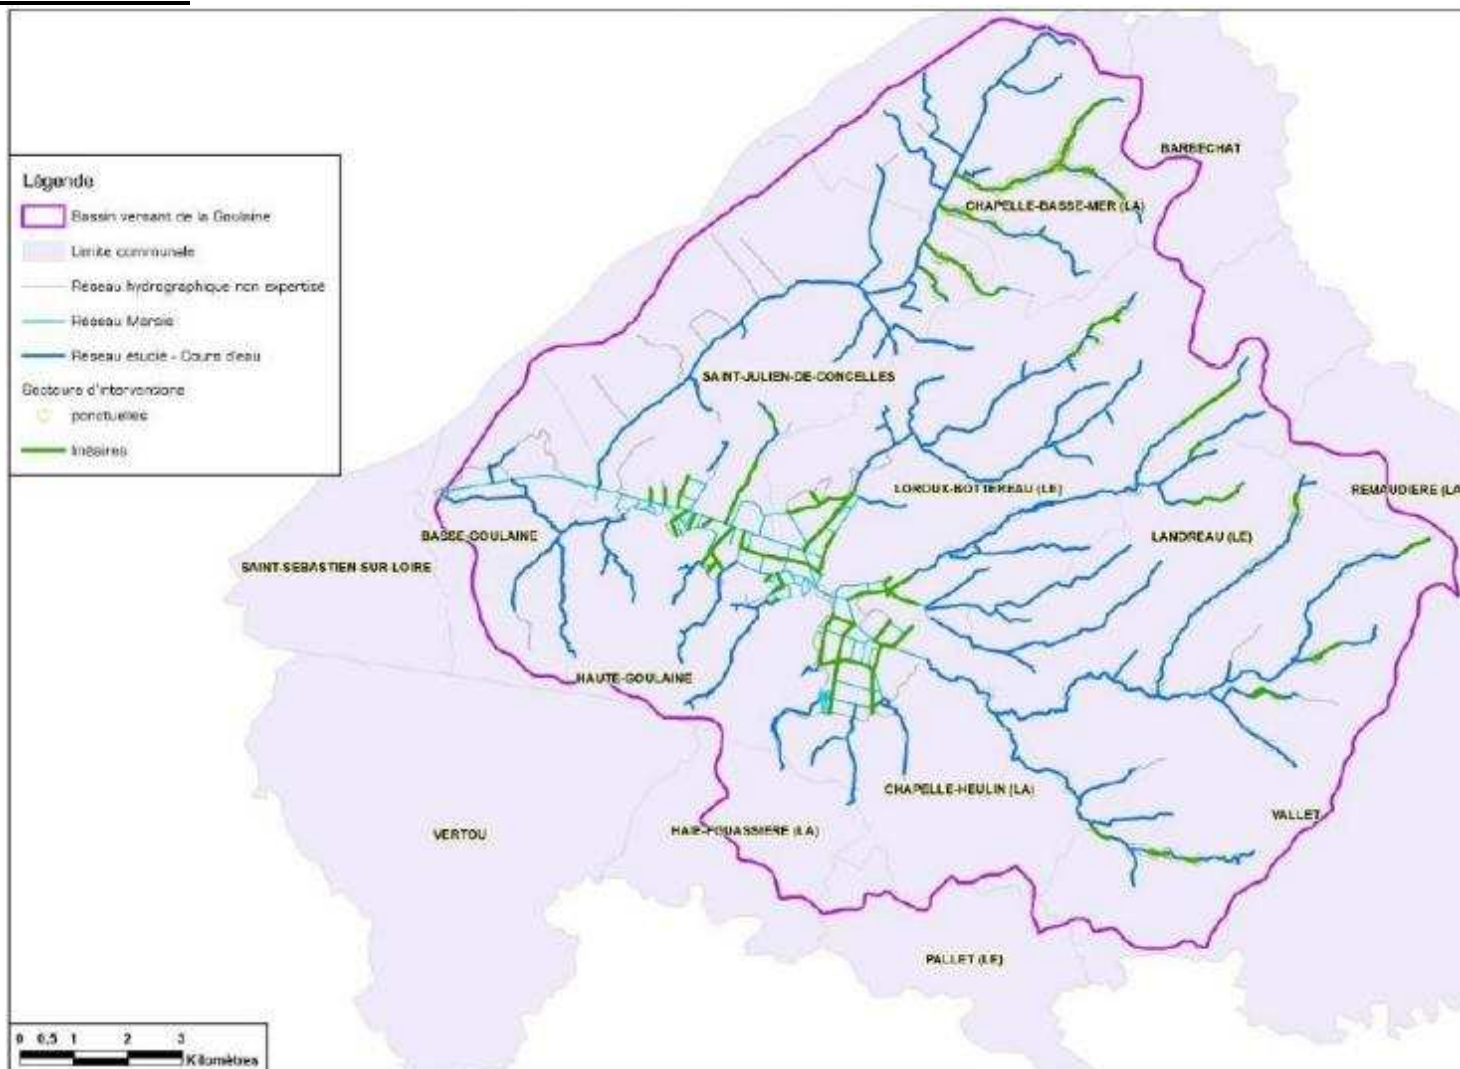 Légende
Bassin versant de la Goulaine
Limite communale
Réseau hydrographique non expertisé
Réseau Marais
Réseau étudié - Cours d'eau
Secteurs d'interventions
ponctuelles
linéaires
BARBECHAT
CHAPELLE-BASSE-MER (LA)
SAINT-JULIEN-DE-CONCELLES
LOROUX-BOTTEREAU (LE)
REMAUDIERE (LA
BASSE-GOULAINE
LANDREAU (LE)
SAINT-SEBASTIEN-SUR-LOIRE
HAUTE-GOULAINE
CHAPELLE-HEULIN (LA)
VALLET
VERTOU
HAIE-FOUASSIERE (LA)
PALLET (LE)
0 0,5 1 2 3
Kilomètres